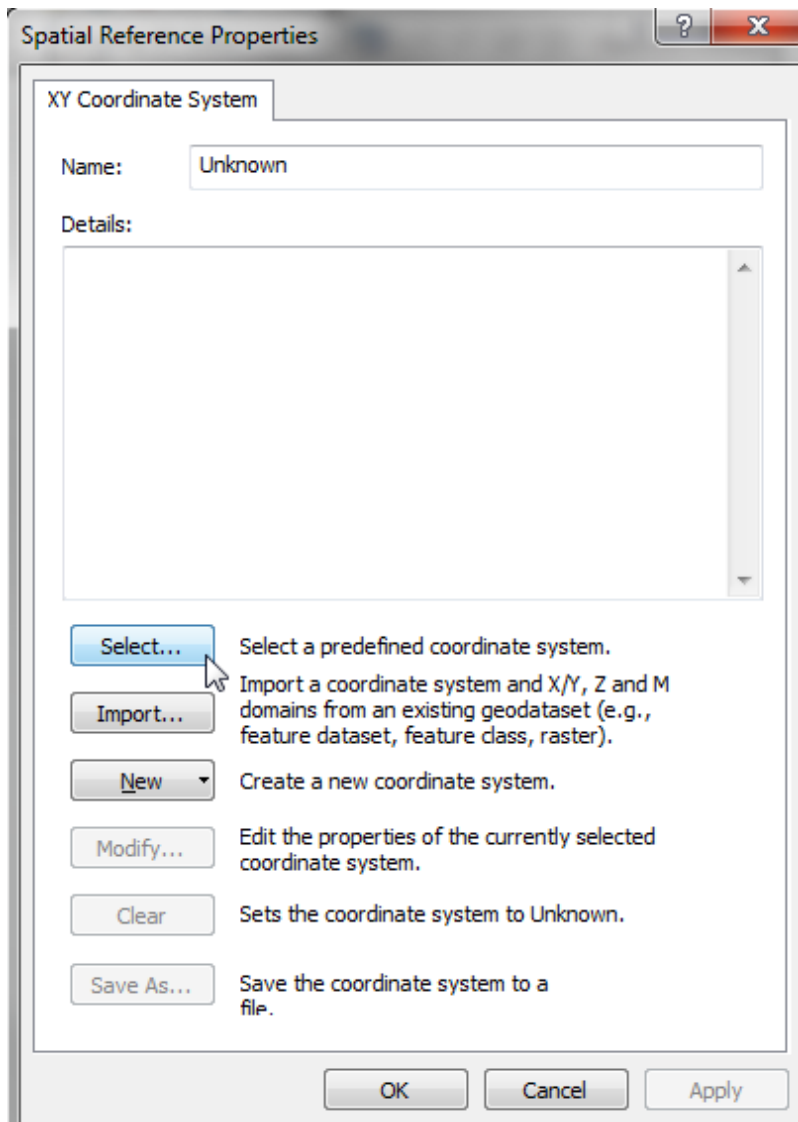 Spatial Reference Properties
XY Coordinate System
Name: Unknown
Details:
Select... Select a predefined coordinate system.
Import... Import a coordinate system and X/Y, Z and M
domains from an existing geodataset (e.g.,
feature dataset, feature class, raster).
New Create a new coordinate system.
Modify... Edit the properties of the currently selected
coordinate system.
Clear Sets the coordinate system to Unknown.
Save As... Save the coordinate system to a
file.
OK Cancel Apply